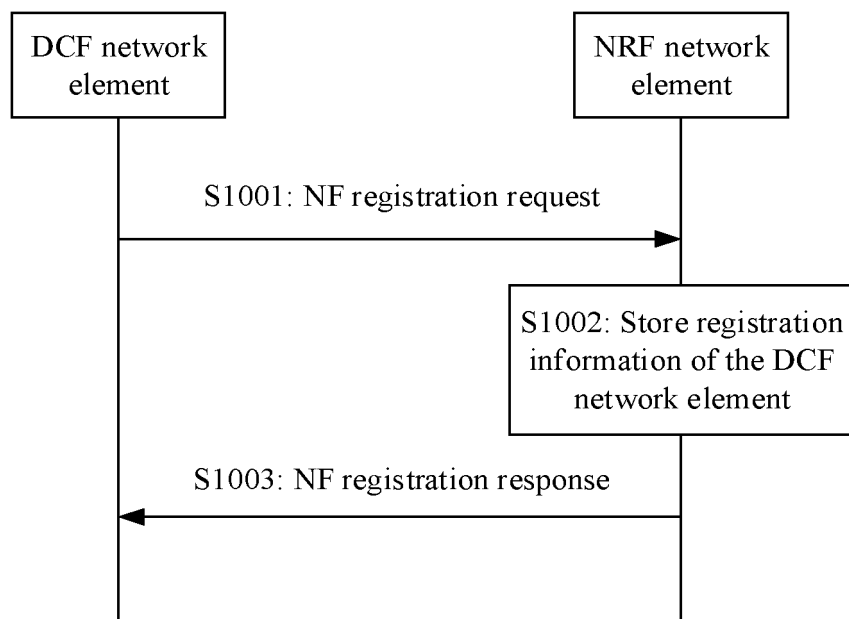 DCF network
element
NRF network
element
S1001: NF registration request
S1002: Store registration
information of the DCF
network element
S1003: NF registration response